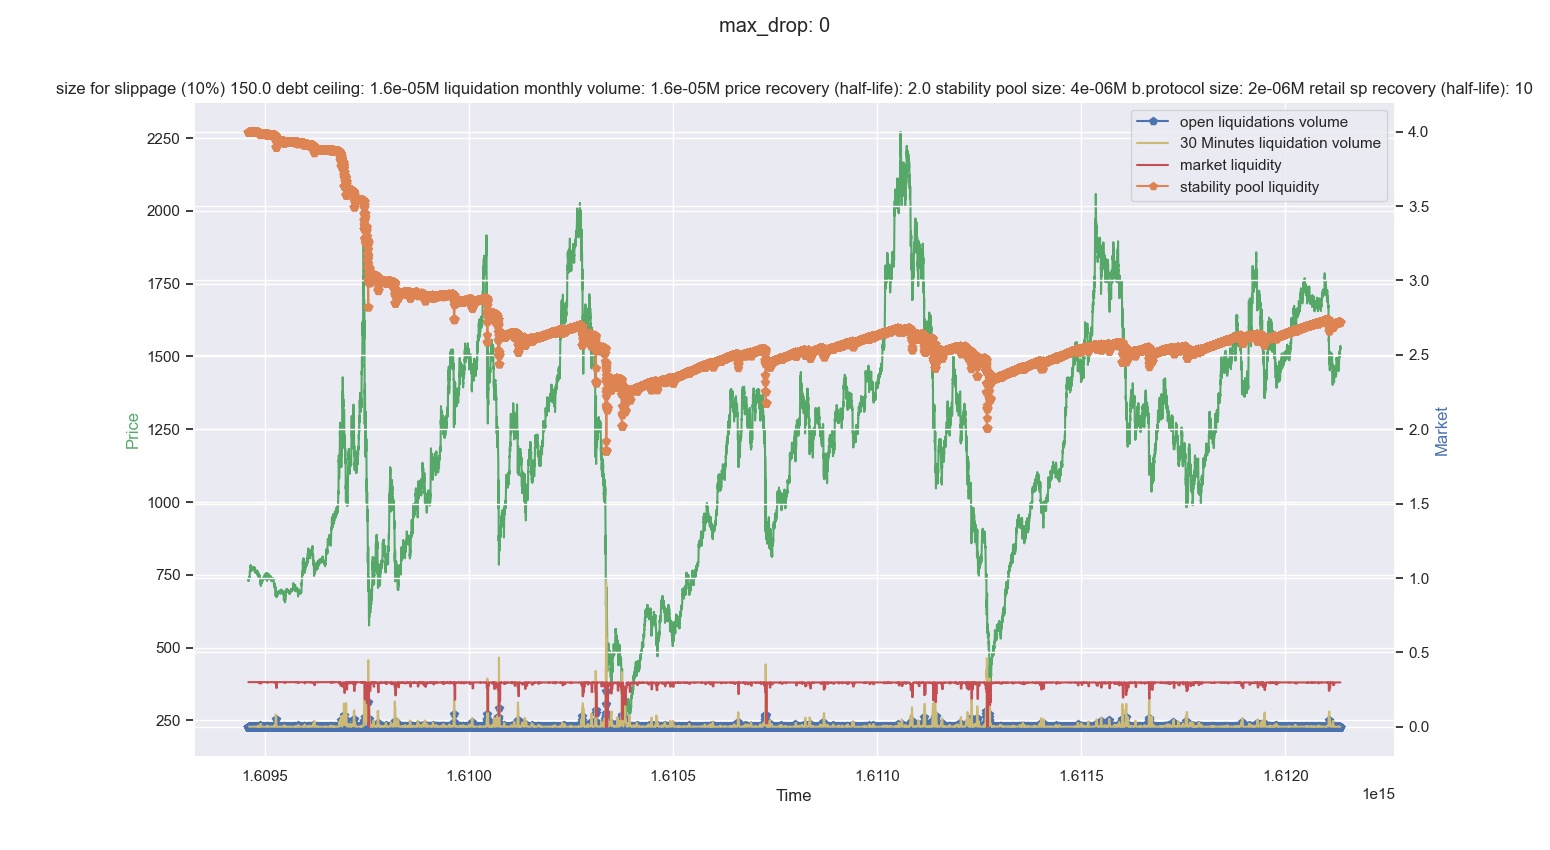 max_drop: 0
size for slippage (10%) 150.0 debt ceiling: 1.6e-05M liquidation monthly volume: 1.6e-05M price recovery (half-life): 2.0 stability pool size: 4e-06M b.protocol size: 2e-06M retail sp recovery (half-life): 10
open liquidations volume
30 Minutes liquidation volume
market liquidity
stability pool liquidity
2250
2000
1750
1500
1250
1000
750
500
250
Price
4.0
3.5
3.0
2.5
2.0
1.5
1.0
0.5
0.0
Market
1.6095
1.6100
1.6105
1.6110
1.6115
1.6120
Time
1e15